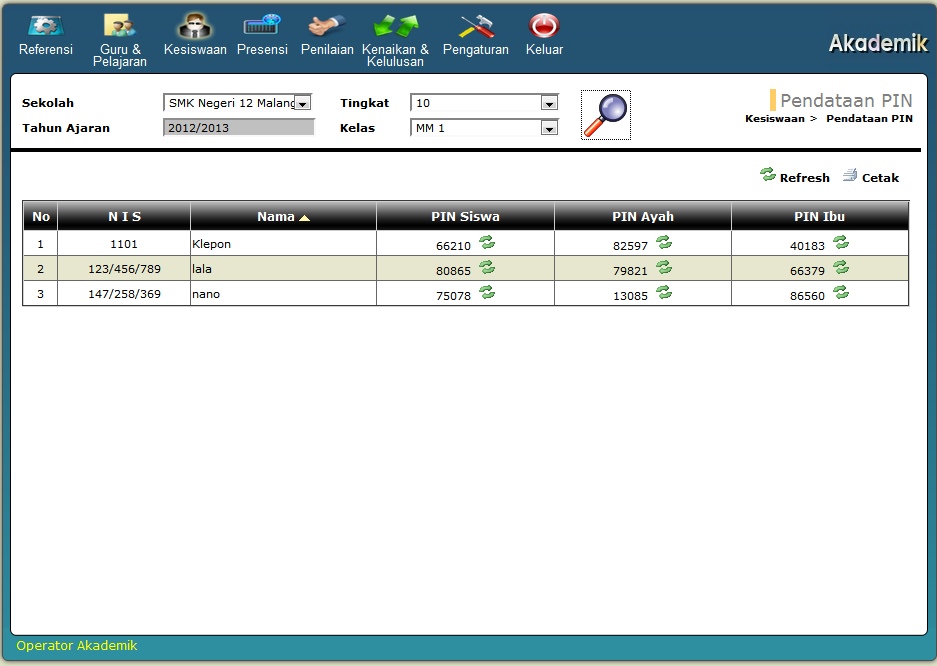 Referensi
Guru & Pelajaran
Kesiswaan
Presensi
Penilaian
Kenaikan & Kelulusan
Pengaturan
Keluar
Akademik
Sekolah SMK Negeri 12 Malang Tingkat 10
Tahun Ajaran 2012/2013 Kelas MM 1
Pendataan PIN
Kesiswaan > Pendataan PIN
Refresh Cetak
No N I S Nama PIN Siswa PIN Ayah PIN Ibu
1 1101 Klepon 66210 82597 40183
2 123/456/789 lala 80865 79821 66379
3 147/258/369 nano 75078 13085 86560
Operator Akademik